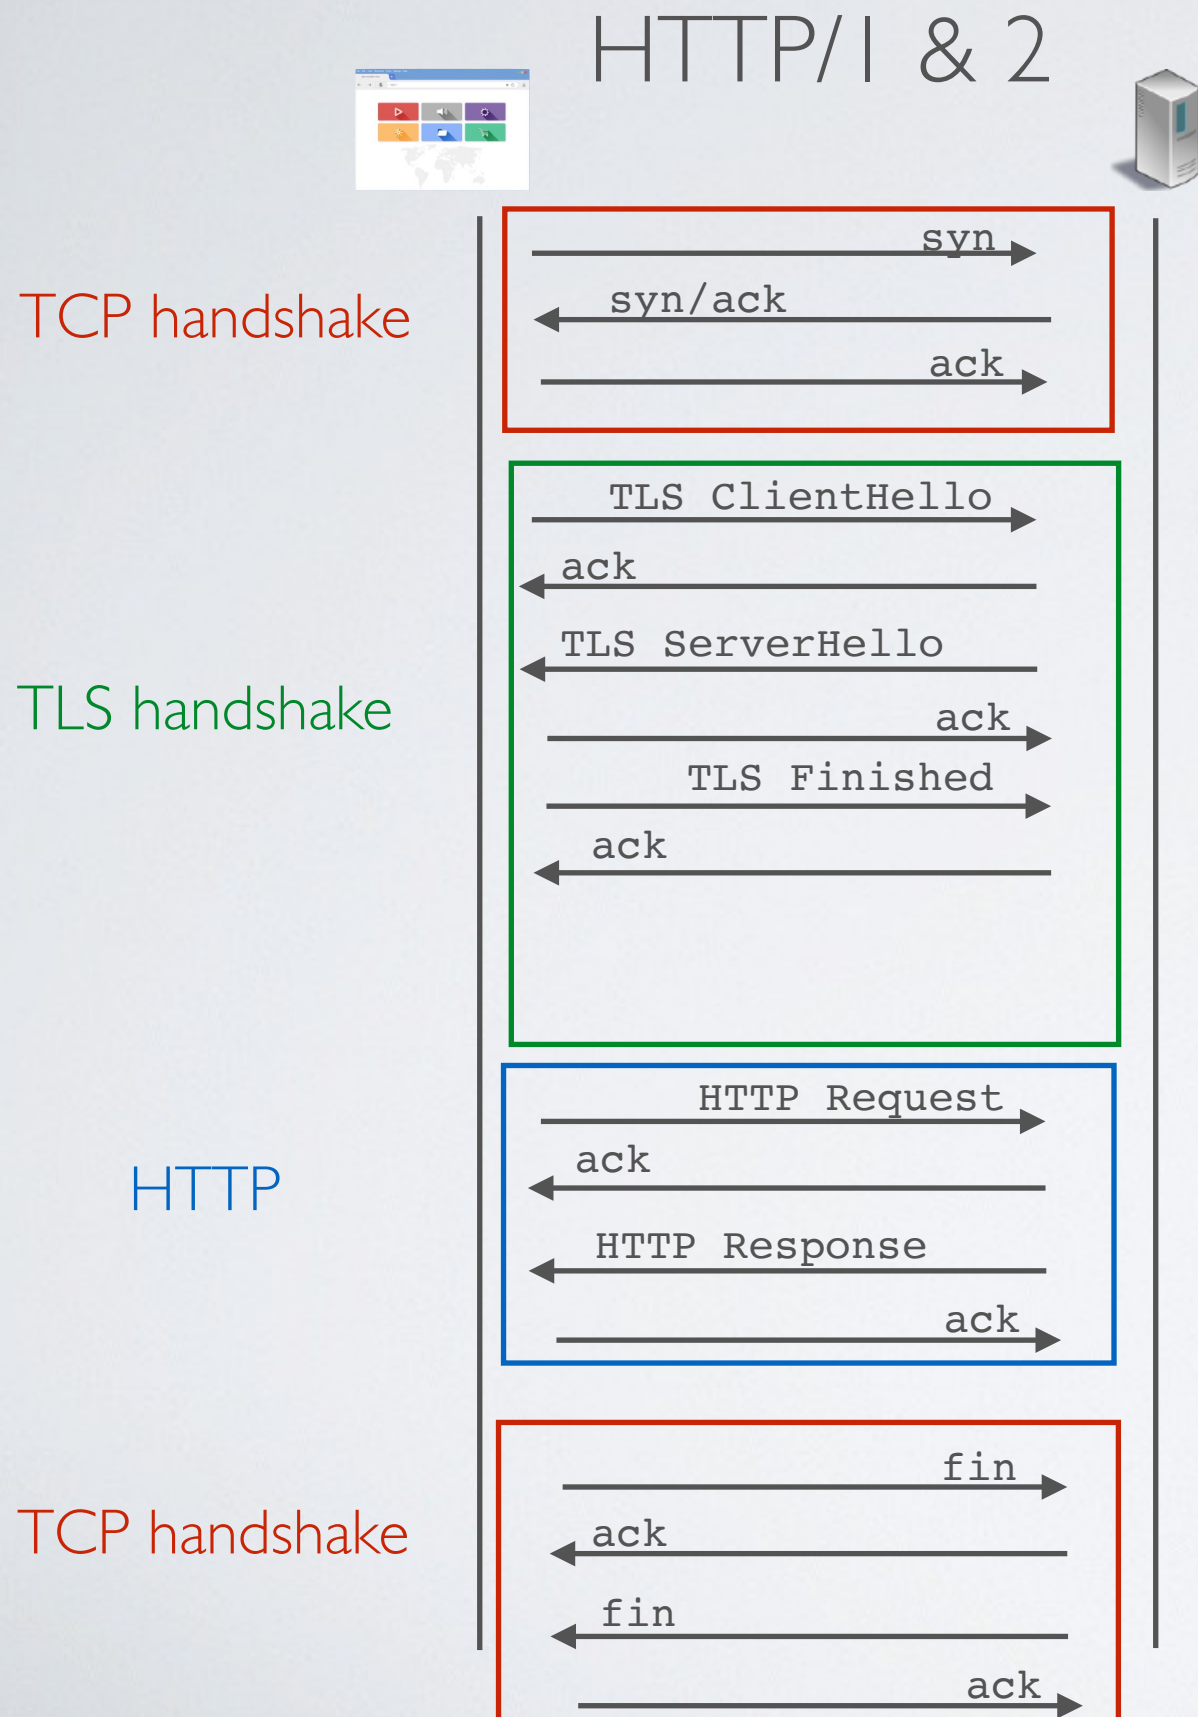 HTTP/1 & 2
TCP handshake
syn
syn/ack
ack
TLS handshake
TLS ClientHello
ack
TLS ServerHello
ack
TLS Finished
ack
HTTP
HTTP Request
ack
HTTP Response
ack
TCP handshake
fin
ack
fin
ack